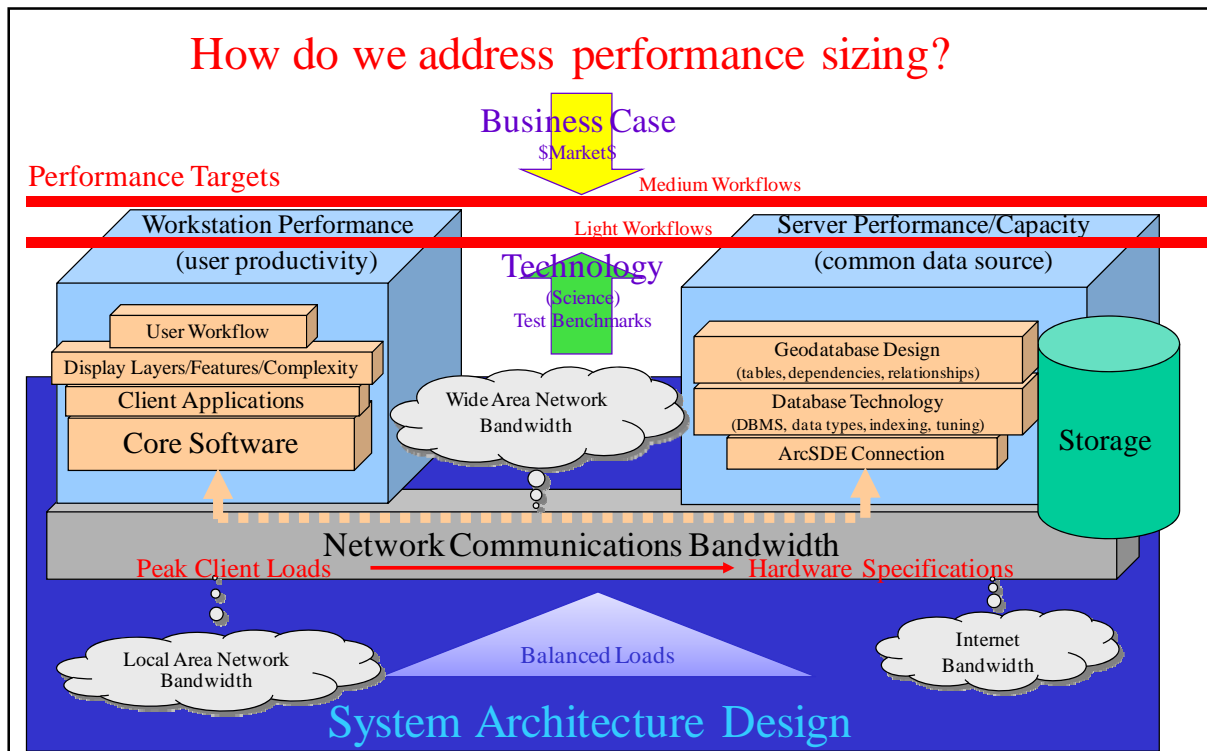 How do we address performance sizing?
Business Case
$Market$
Performance Targets
Medium Workflows
Workstation Performance
(user productivity)
Light Workflows
Server Performance/Capacity
(common data source)
Technology
(Science)
Test Benchmarks
User Workflow
Display Layers/Features/Complexity
Client Applications
Core Software
Wide Area Network
Bandwidth
Geodatabase Design
(tables, dependencies, relationships)
Database Technology
(DBMS, data types, indexing, tuning)
ArcSDE Connection
Storage
Network Communications Bandwidth
Peak Client Loads
Hardware Specifications
Local Area Network
Bandwidth
Balanced Loads
Internet
Bandwidth
System Architecture Design